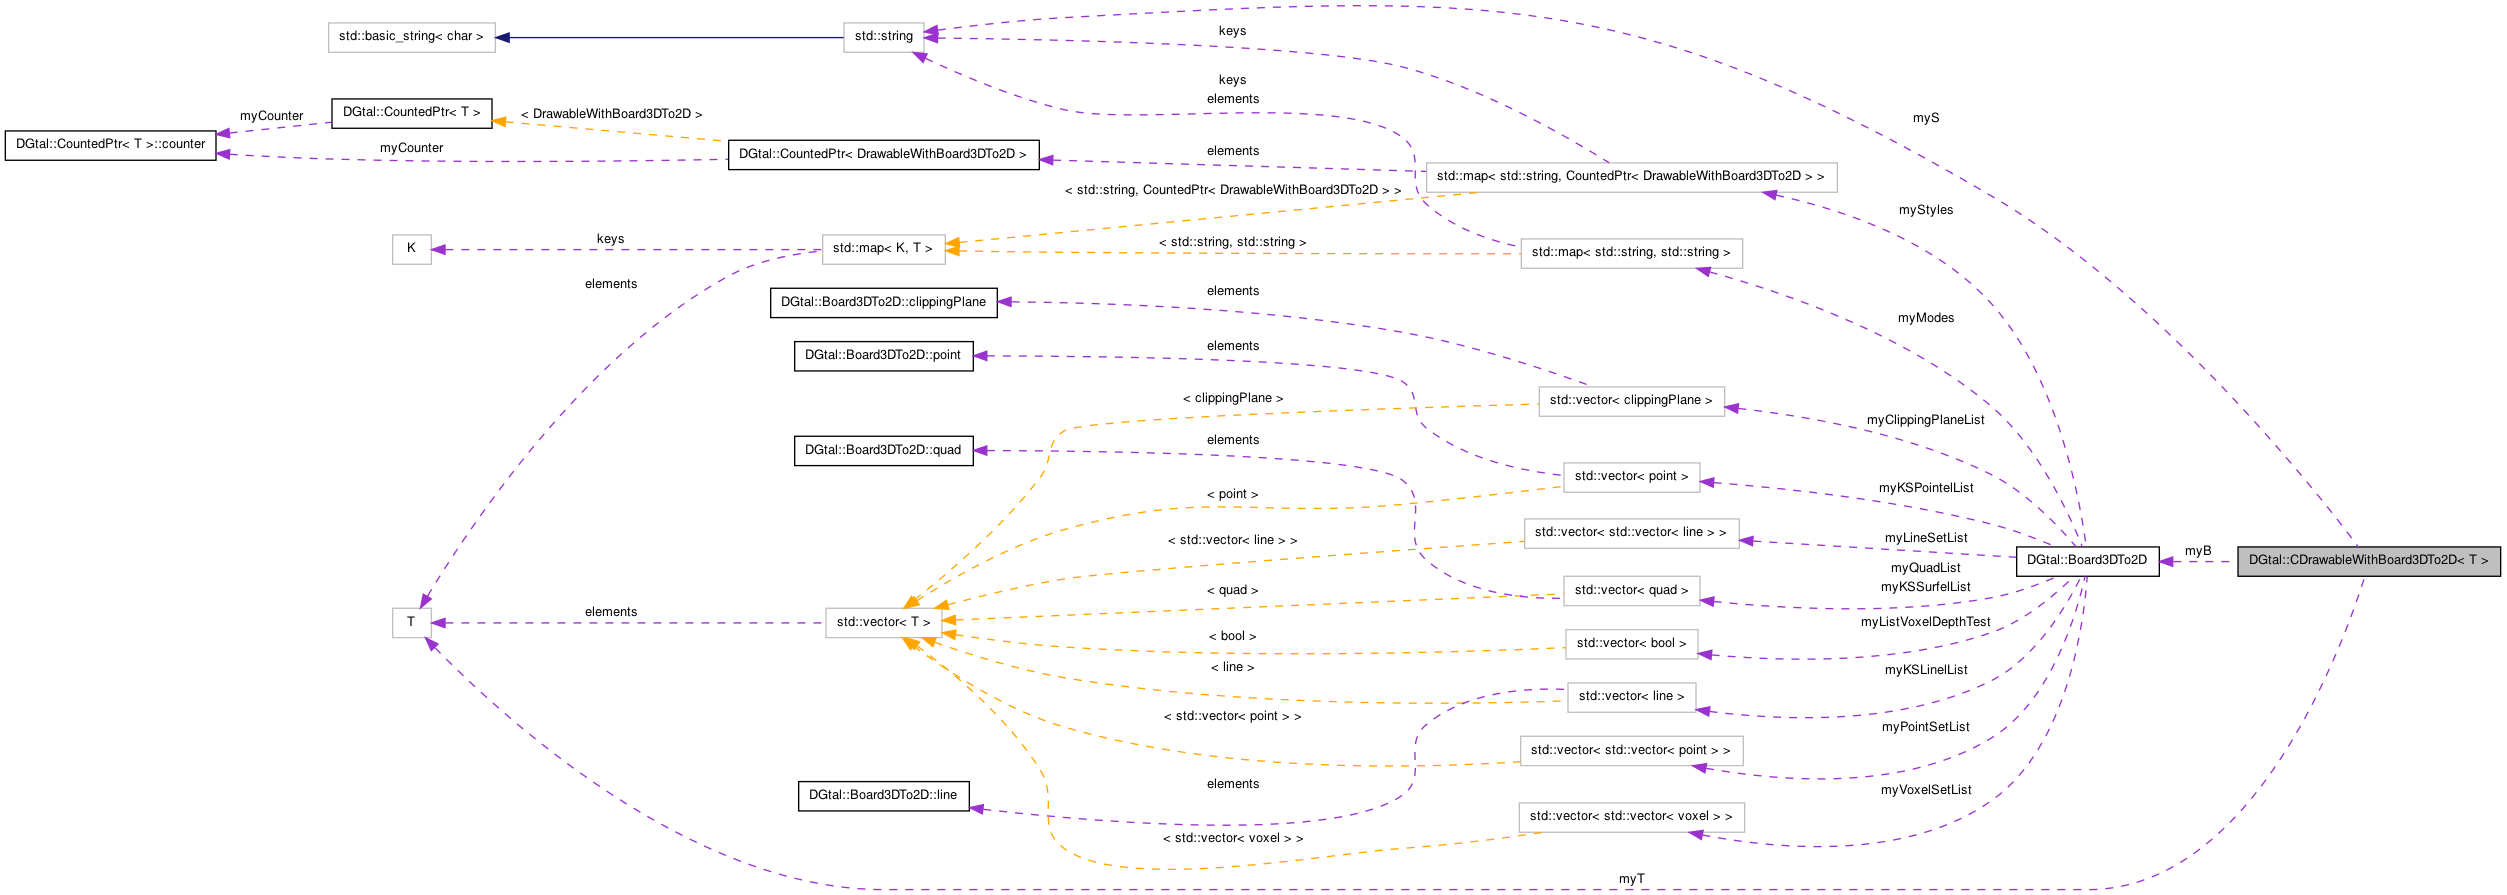 std::basic_string< char >
std::string
keys
keys
elements
myS
DGtal::CountedPtr< T >
myCounter
< DrawableWithBoard3DTo2D >
DGtal::CountedPtr< T >::counter
myCounter
DGtal::CountedPtr< DrawableWithBoard3DTo2D >
elements
std::map< std::string, CountedPtr< DrawableWithBoard3DTo2D > >
< std::string, CountedPtr< DrawableWithBoard3DTo2D > >
myStyles
K
keys
std::map< K, T >
< std::string, std::string >
std::map< std::string, std::string >
elements
DGtal::Board3DTo2D::clippingPlane
elements
myModes
DGtal::Board3DTo2D::point
elements
< clippingPlane >
std::vector< clippingPlane >
myClippingPlaneList
DGtal::Board3DTo2D::quad
elements
std::vector< point >
myKSPointelList
< point >
std::vector< std::vector< line > >
myLineSetList
< std::vector< line > >
myB
DGtal::Board3DTo2D
DGtal::CDrawableWithBoard3DTo2D< T >
myQuadList
myKSSurfelList
< quad >
std::vector< quad >
T
elements
std::vector< T >
myListVoxelDepthTest
< bool >
std::vector< bool >
< line >
myKSLinelList
std::vector< line >
< std::vector< point > >
myPointSetList
std::vector< std::vector< point > >
DGtal::Board3DTo2D::line
elements
myVoxelSetList
std::vector< std::vector< voxel > >
< std::vector< voxel > >
myT